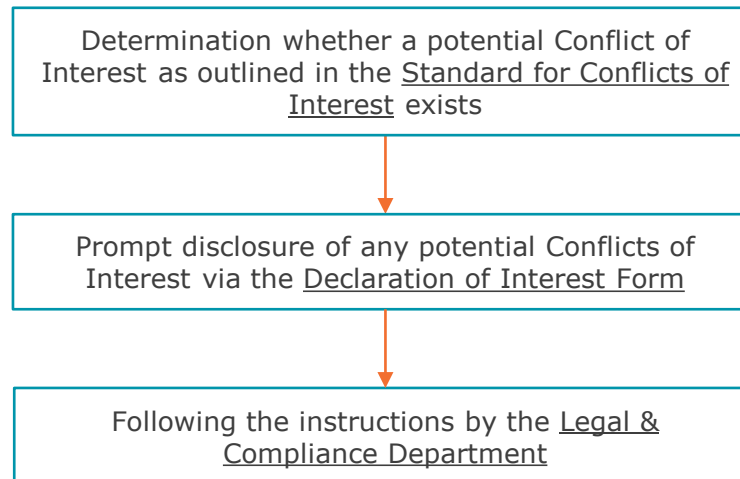 Determination whether a potential Conflict of
Interest as outlined in the Standard for Conflicts of
Interest exists
Prompt disclosure of any potential Conflicts of
Interest via the Declaration of Interest Form
Following the instructions by the Legal &
Compliance Department